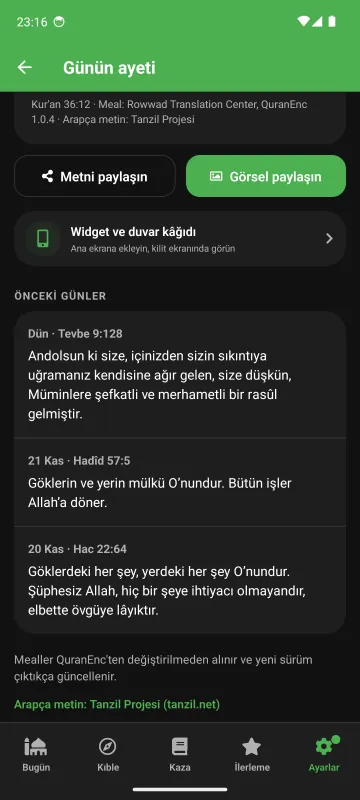 23:16
Günün ayeti
Kur'an 36:12 · Meal: Rowwad Translation Center, QuranEnc
1.0.4 · Arapça metin: Tanzil Projesi
Metni paylaşın
Görsel paylaşın
Widget ve duvar kâğıdı
Ana ekrana ekleyin, kilit ekranında görün
ÖNCEKİ GÜNLER
Dün · Tevbe 9:128
Andolsun ki size, içinizden sizin sıkıntıya
uğramanız kendisine ağır gelen, size düşkün,
Müminlere şefkatli ve merhametli bir rasûl
gelmiştir.
21 Kas · Hadîd 57:5
Göklerin ve yerin mülkü O’nundur. Bütün işler
Allah’a döner.
20 Kas · Hac 22:64
Göklerdeki her şey, yerdeki her şey O’nundur.
Şüphesiz Allah, hiç bir şeye ihtiyacı olmayandır,
elbette övgüye lâyıktır.
Mealler QuranEnc'ten değiştirilmeden alınır ve yeni sürüm
çıktıkça güncellenir.
Arapça metin: Tanzil Projesi (tanzil.net)
Bugün
Kıble
Kaza
İlerleme
Ayarlar